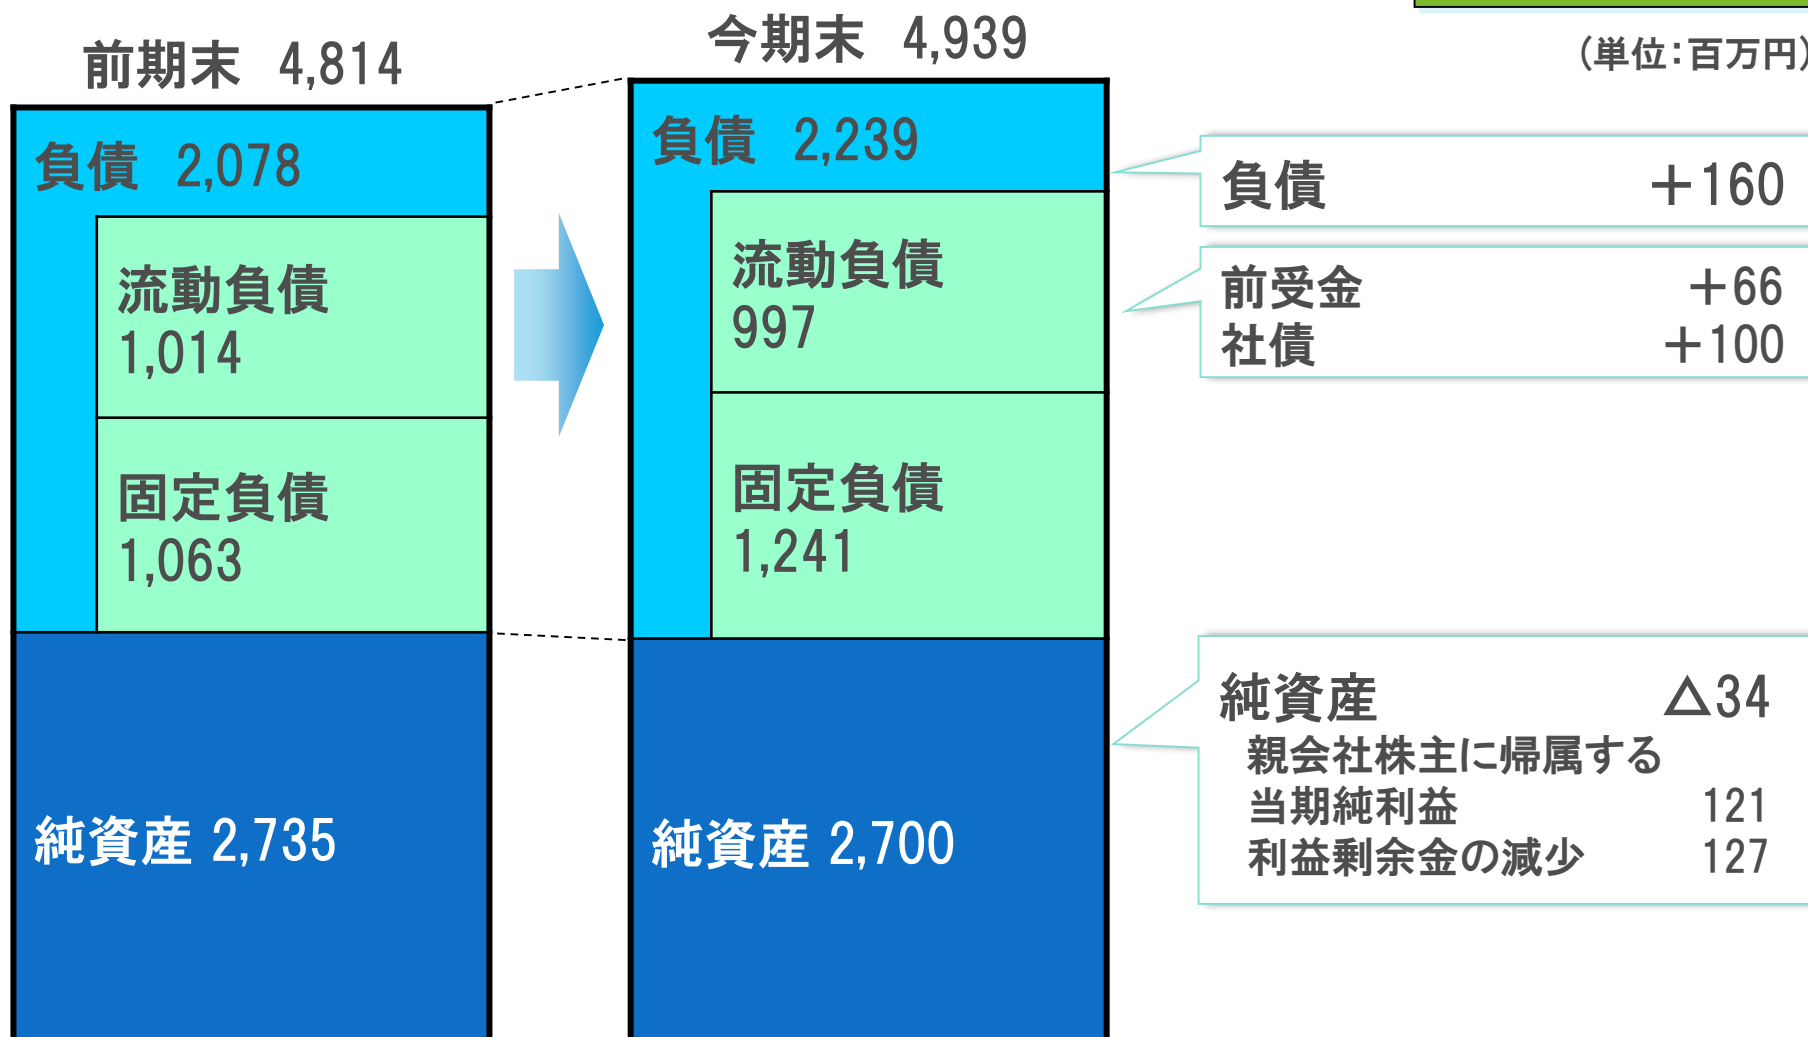 前期末 4,814
今期末 4,939
(単位:百万円)
負債 2,078
流動負債
1,014
固定負債
1,063
純資産 2,735
負債 2,239
流動負債
997
固定負債
1,241
純資産 2,700
負債 +160
前受金 +66
社債 +100
純資産 △34
親会社株主に帰属する
当期純利益 121
利益剰余金の減少 127